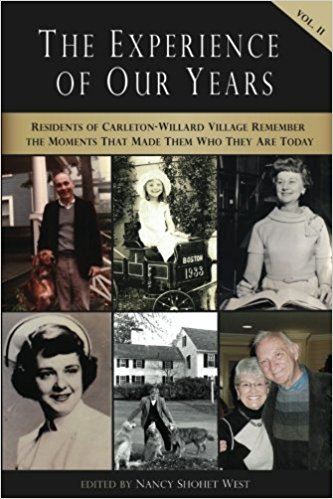 VOL. II
THE EXPERIENCE
OF OUR YEARS
RESIDENTS OF CARLETON-WILLARD VILLAGE REMEMBER
THE MOMENTS THAT MADE THEM WHO THEY ARE TODAY
BOSTON
1933
EDITED BY NANCY SHOHET WEST